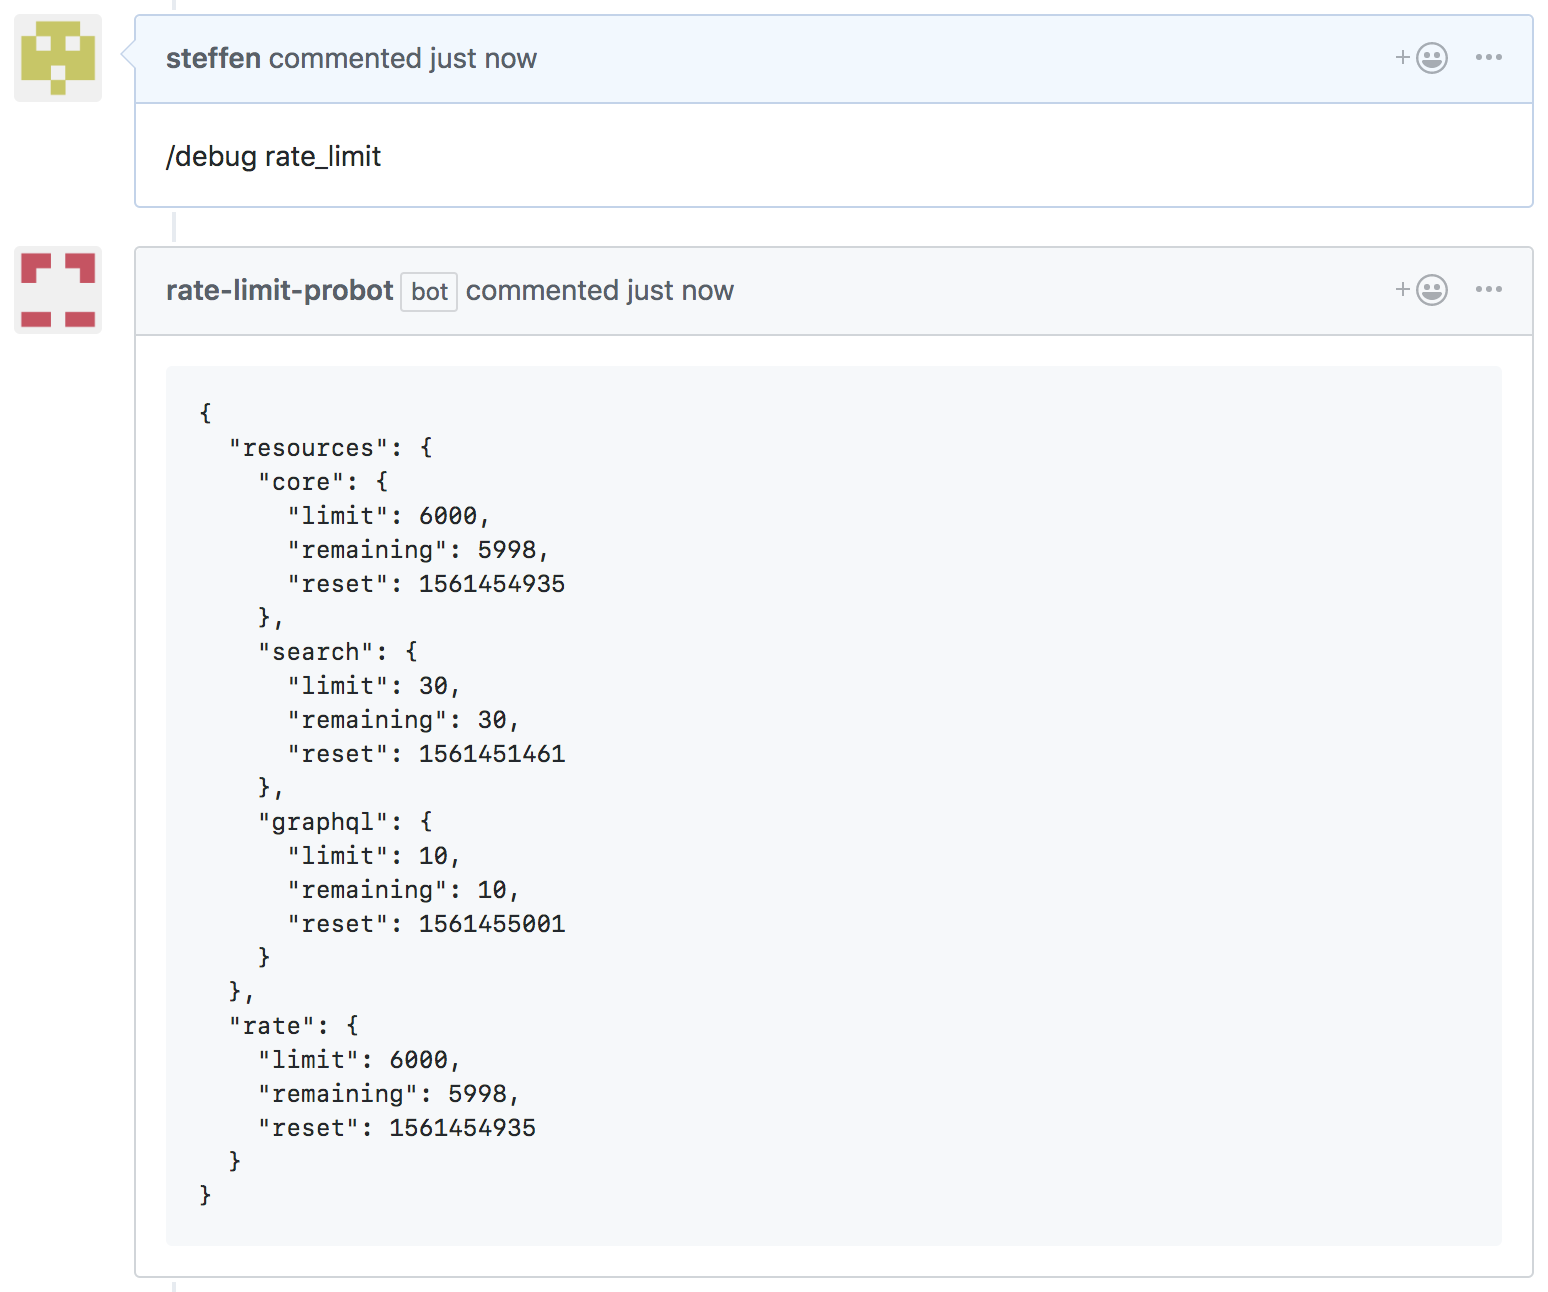 steffen commented just now
/debug rate_limit
rate-limit-probot bot commented just now
{
  "resources": {
    "core": {
      "limit": 6000,
      "remaining": 5998,
      "reset": 1561454935
    },
    "search": {
      "limit": 30,
      "remaining": 30,
      "reset": 1561451461
    },
    "graphql": {
      "limit": 10,
      "remaining": 10,
      "reset": 1561455001
    }
  },
  "rate": {
    "limit": 6000,
    "remaining": 5998,
    "reset": 1561454935
  }
}